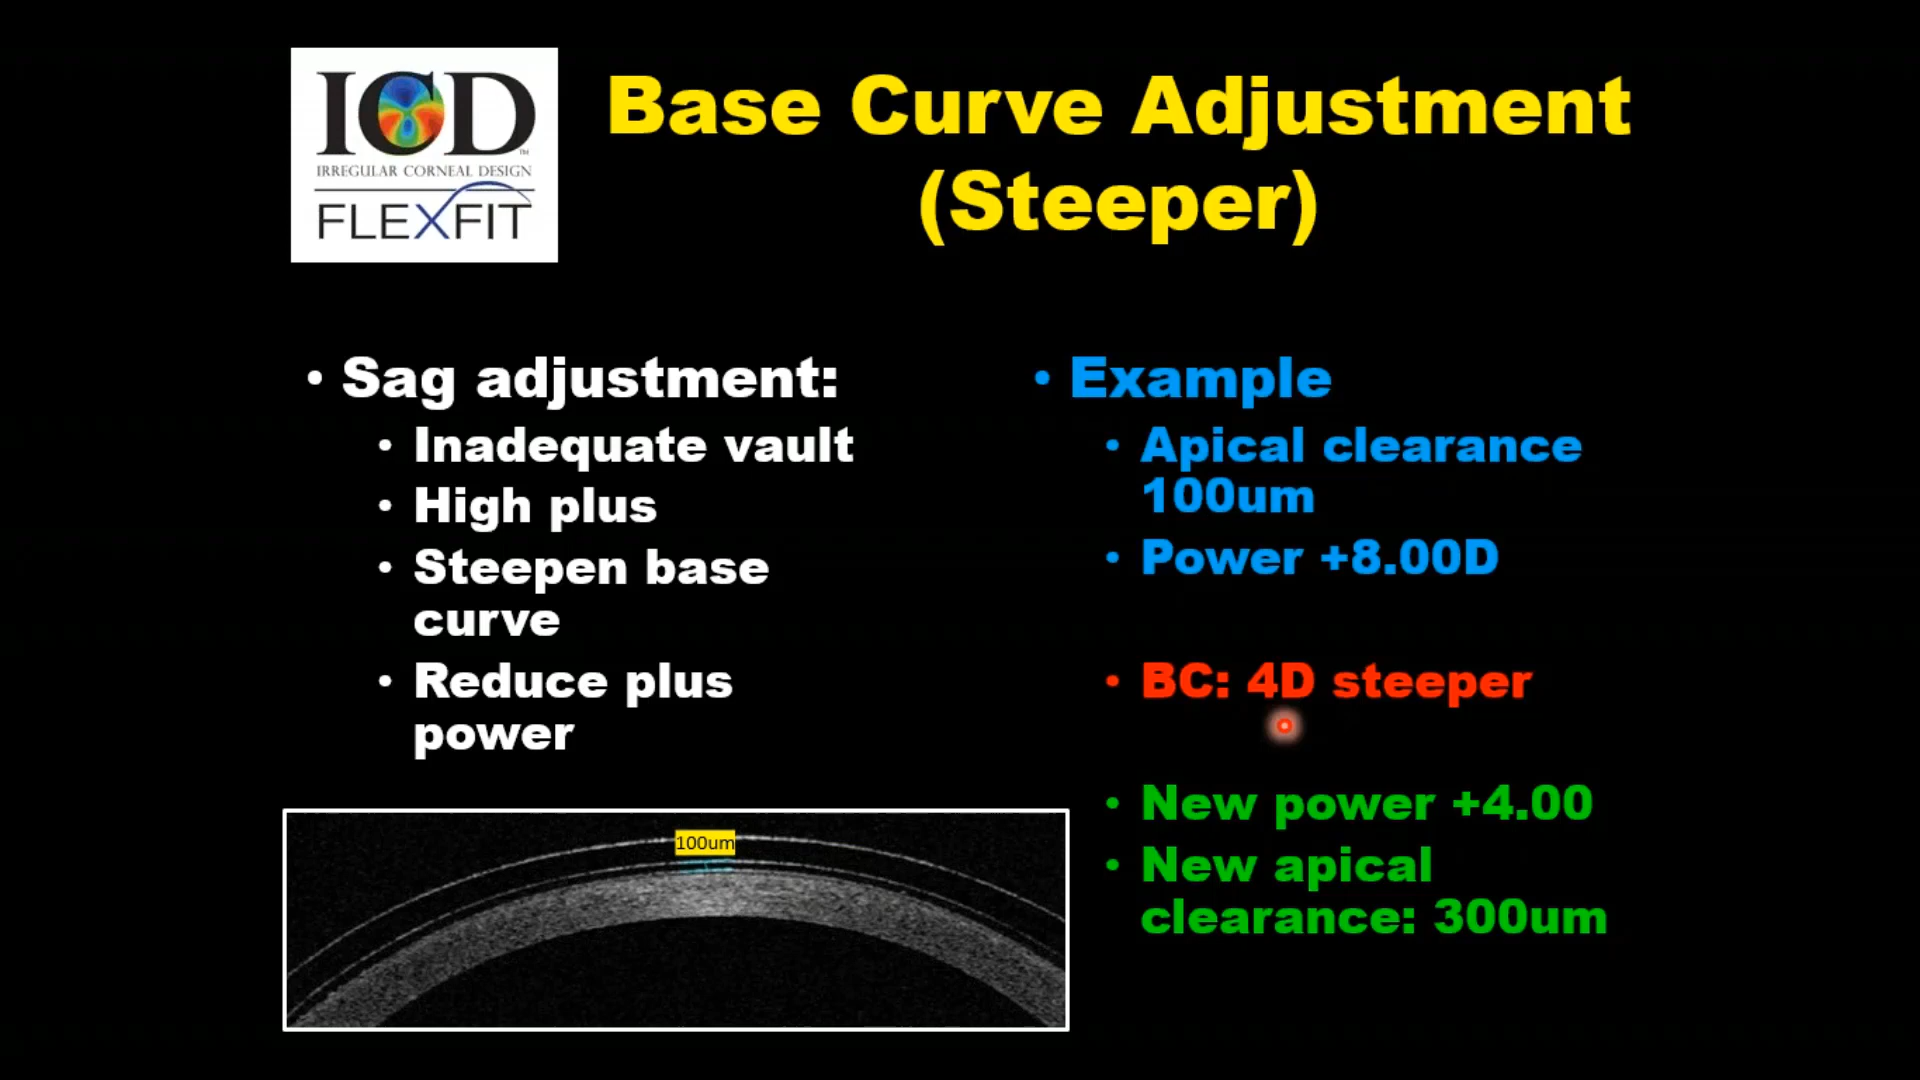 ICD
TM
IRREGULAR CORNEAL DESIGN
FLEXFIT
Base Curve Adjustment
(Steeper)
• Sag adjustment:
• Inadequate vault
• High plus
• Steepen base
curve
• Reduce plus
power
100um
• Example
• Apical clearance
100um
• Power +8.00D
• BC: 4D steeper
• New power +4.00
• New apical
clearance: 300um